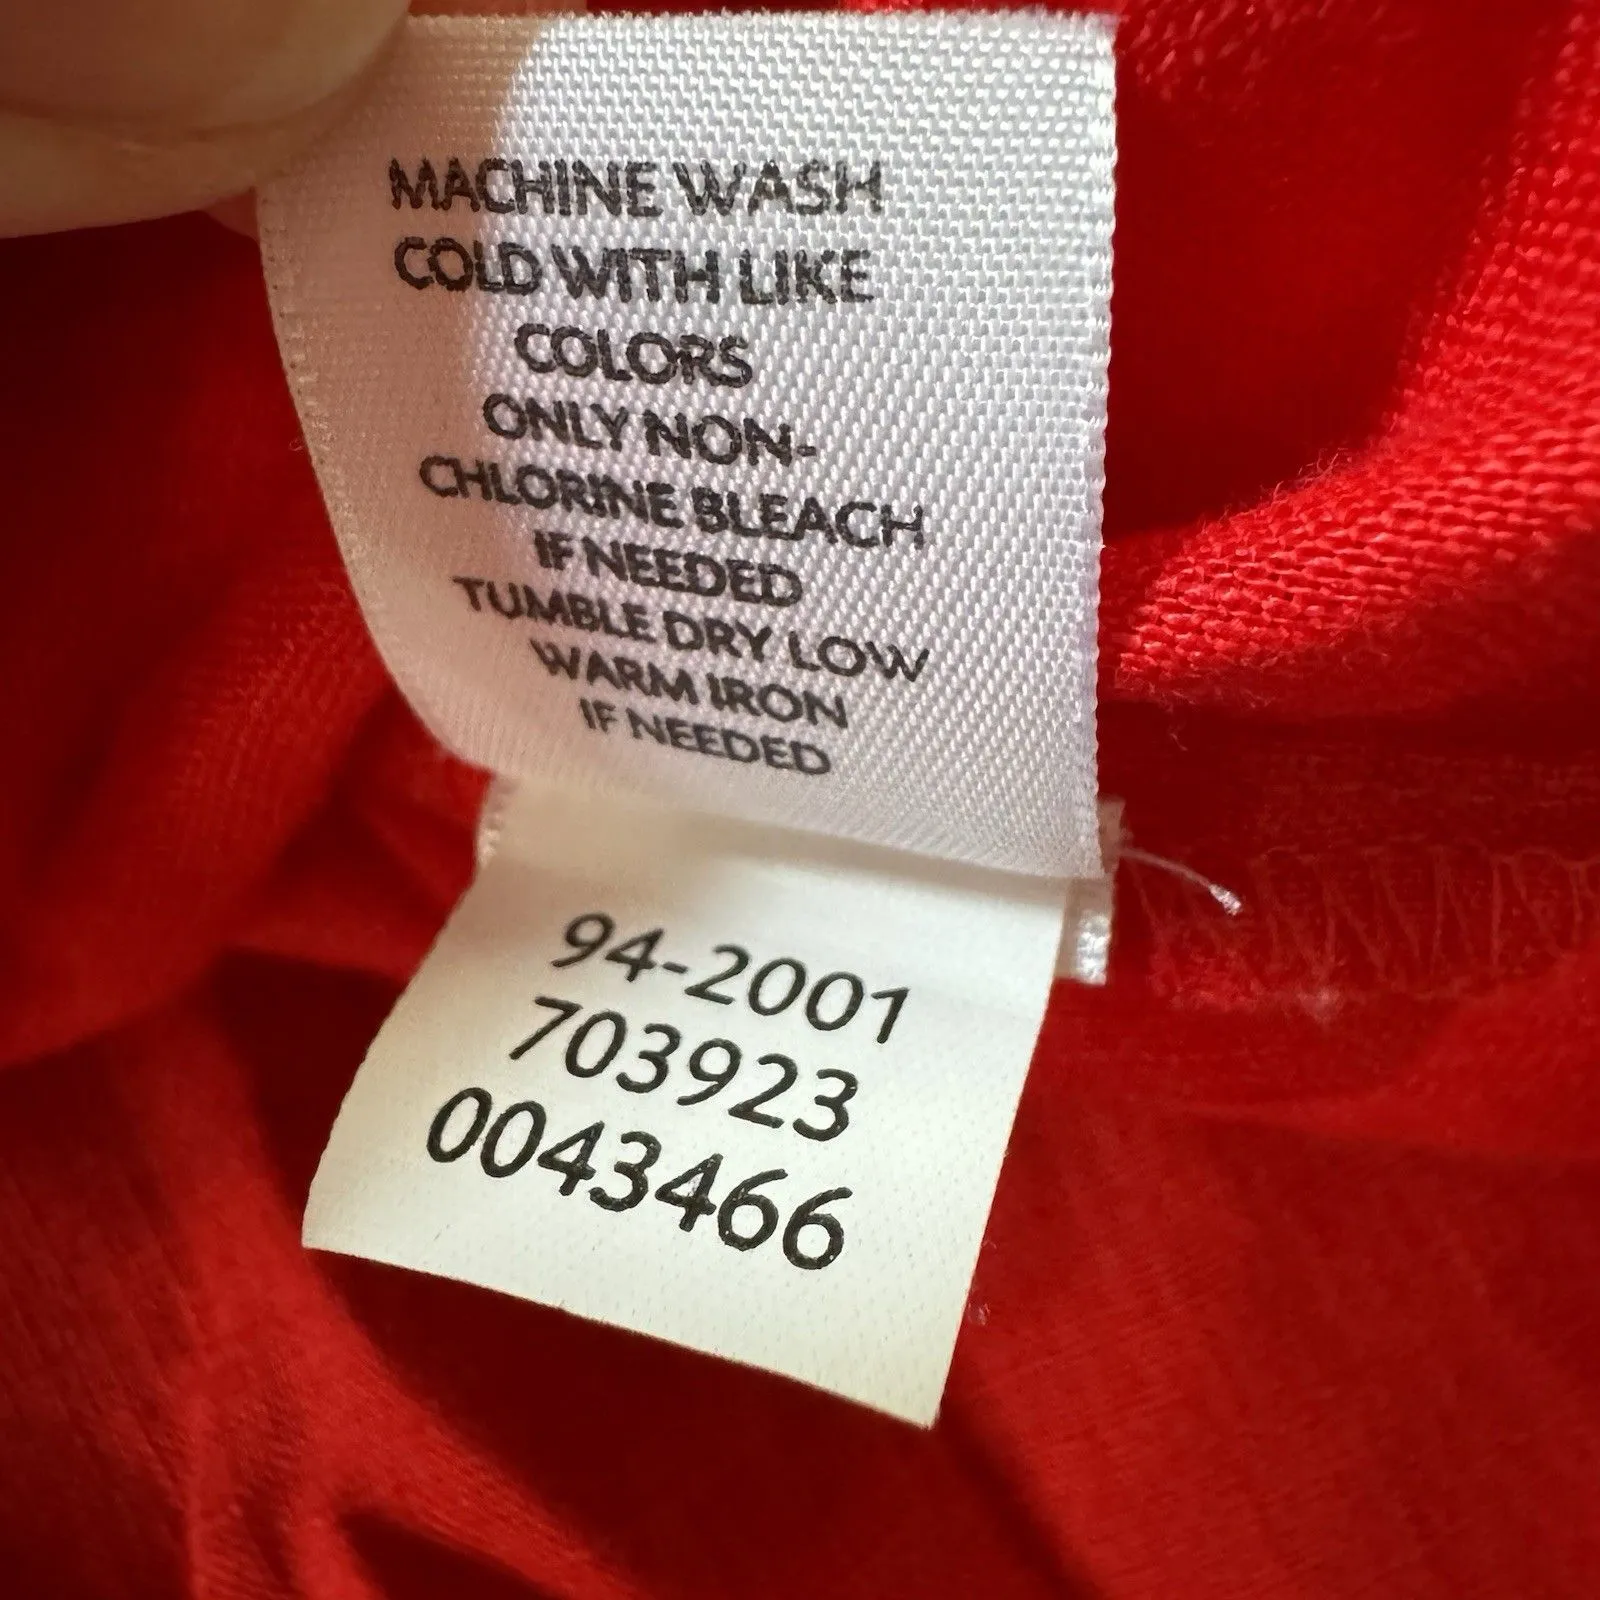 MACHINE WASH
COLD WITH LIKE
COLORS
ONLY NON-
CHLORINE BLEACH
IF NEEDED
TUMBLE DRY LOW
WARM IRON
IF NEEDED
94-2001
703923
0043466